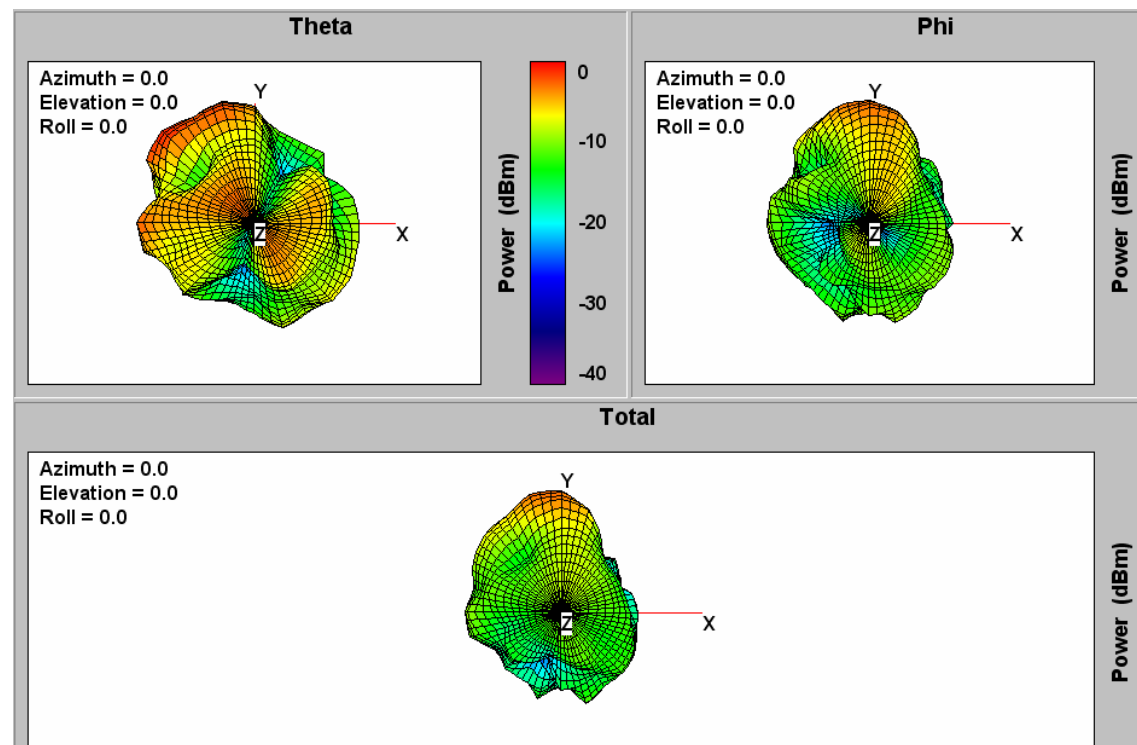 Theta
Azimuth = 0.0
Elevation = 0.0
Roll = 0.0
Y
X
Z
0
-10
-20
-30
-40
Power (dBm)
Phi
Azimuth = 0.0
Elevation = 0.0
Roll = 0.0
Y
X
Z
Power (dBm)
Total
Azimuth = 0.0
Elevation = 0.0
Roll = 0.0
Y
X
Z
Power (dBm)